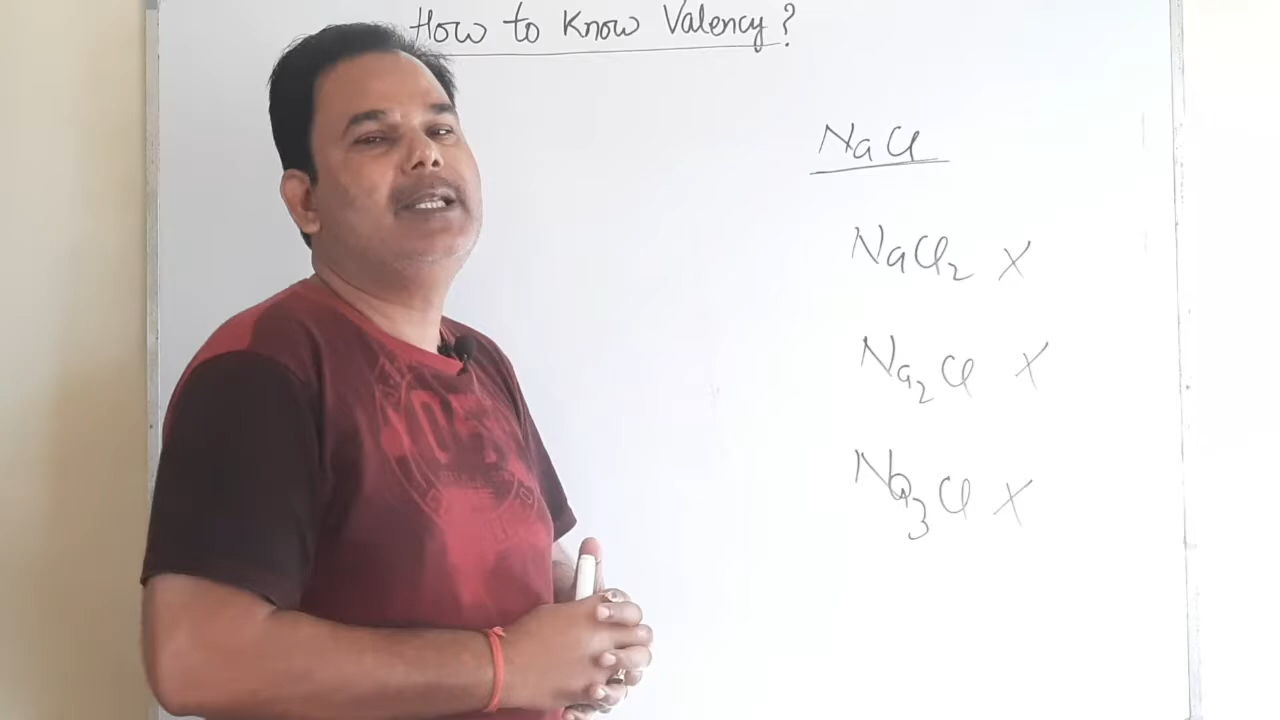 How to Know Valency?
NaCl
NaCl2 X
Na2Cl X
Na3Cl X